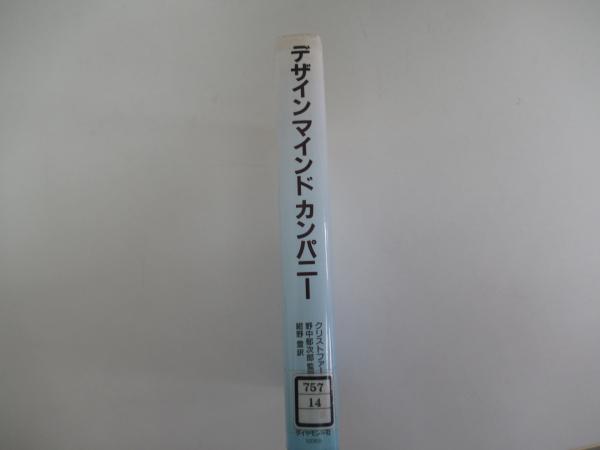 デザインマインドカンパニー
クリストファー
野中郁次郎 監
紺野 登 訳
757
14
ダイヤモンド社